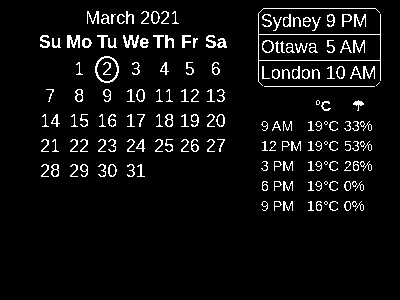 March 2021
Su Mo Tu We Th Fr Sa
1 2 3 4 5 6
7 8 9 10 11 12 13
14 15 16 17 18 19 20
21 22 23 24 25 26 27
28 29 30 31
Sydney 9 PM
Ottawa 5 AM
London 10 AM
°C ☂
9 AM 19°C 33%
12 PM 19°C 53%
3 PM 19°C 26%
6 PM 19°C 0%
9 PM 16°C 0%